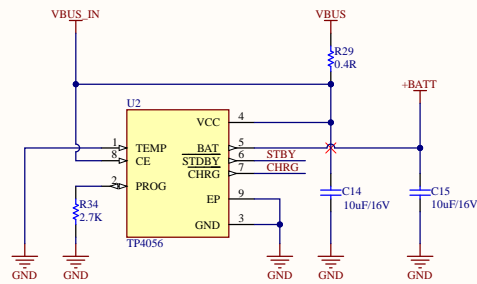 VBUS_IN
VBUS
R29
0.4R
+BATT
U2
VCC
4
1
TEMP
BAT
5
8
CE
STDBY
6
STBY
CHRG
7
CHRG
2
PROG
C14
C15
R34
EP
9
10uF/16V
10uF/16V
2.7K
GND
3
TP4056
GND
GND
GND
GND
GND